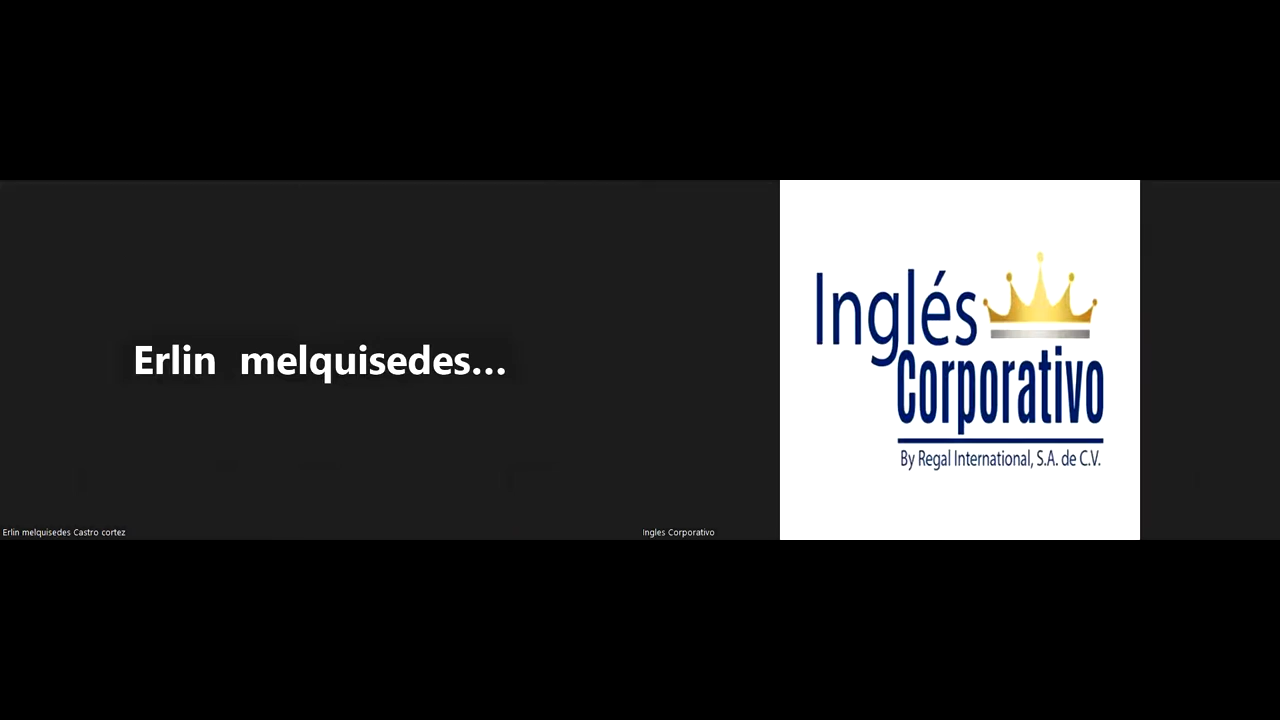 Erlin melquisedes...
Erlin melquisedes Castro cortez
Inglés
Corporativo
By Regal International, S.A. de C.V.
Ingles Corporativo